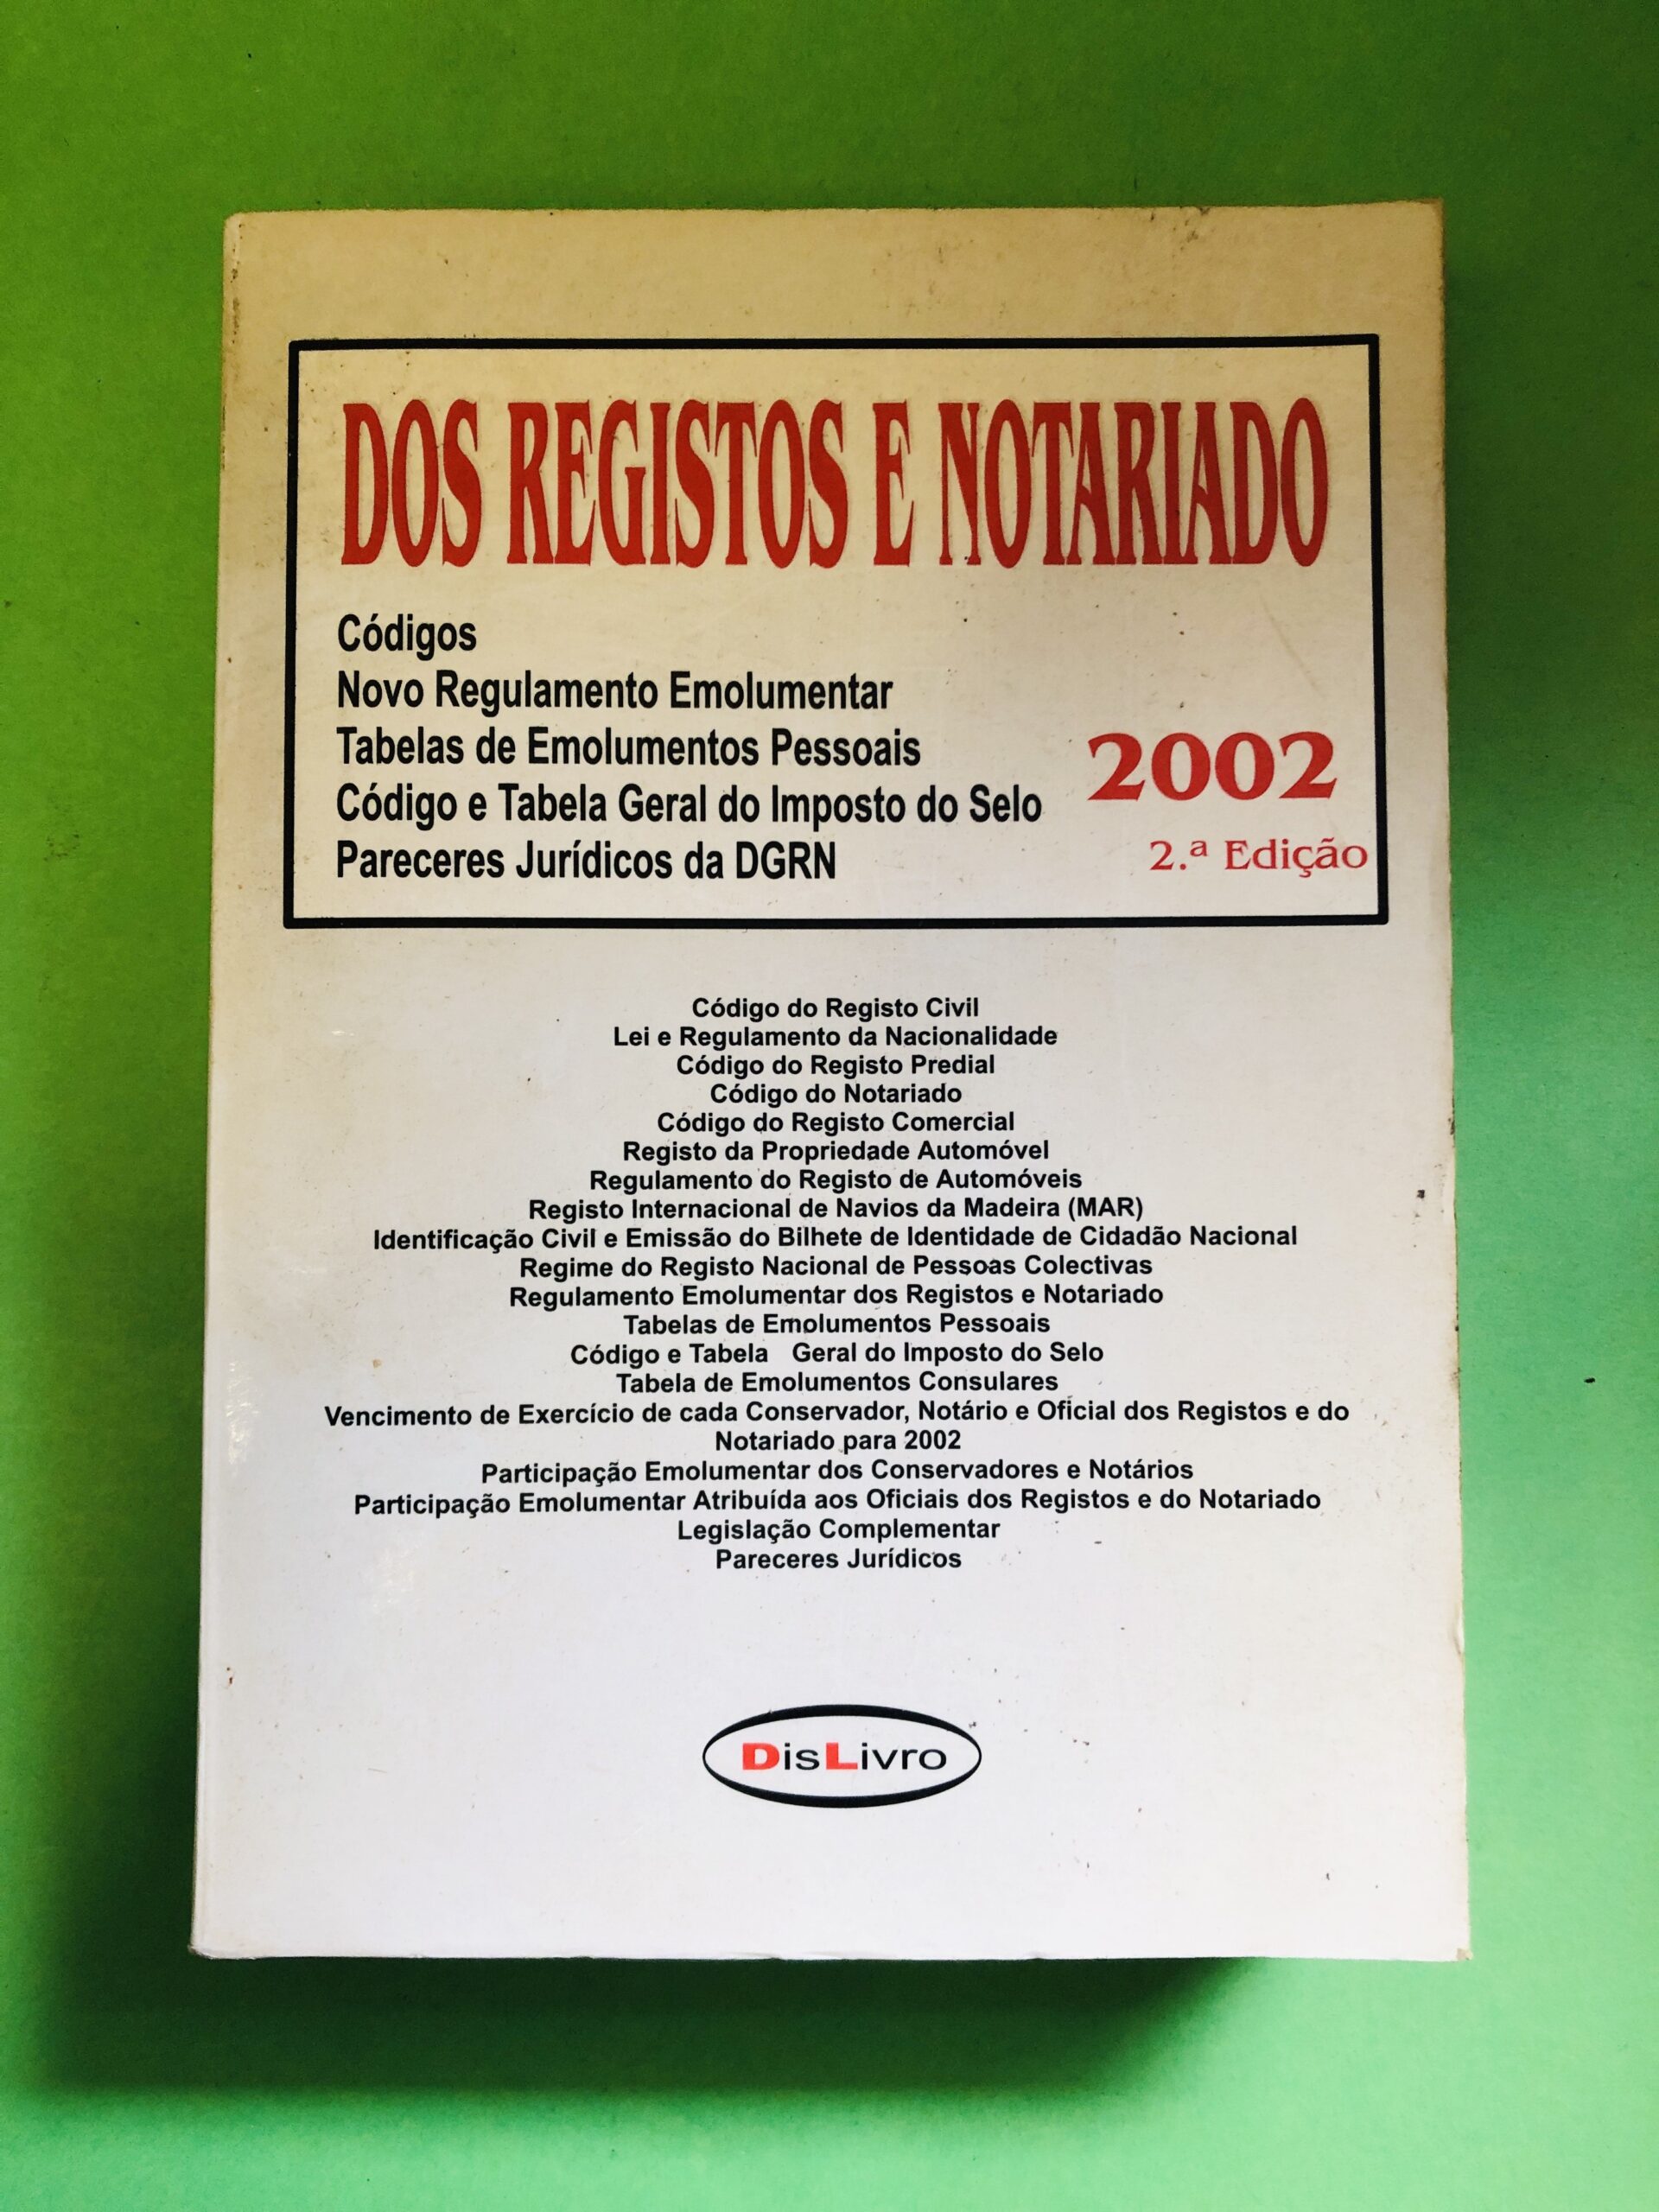 DOS REGISTOS E NOTARIADO
Códigos
Novo Regulamento Emolumentar
Tabelas de Emolumentos Pessoais
Código e Tabela Geral do Imposto do Selo
Pareceres Jurídicos da DGRN
2002
2.ª Edição
Código do Registo Civil
Lei e Regulamento da Nacionalidade
Código do Registo Predial
Código do Notariado
Código do Registo Comercial
Registo da Propriedade Automóvel
Regulamento do Registo de Automóveis
Registo Internacional de Navios da Madeira (MAR)
Identificação Civil e Emissão do Bilhete de Identidade de Cidadão Nacional
Regime do Registo Nacional de Pessoas Colectivas
Regulamento Emolumentar dos Registos e Notariado
Tabelas de Emolumentos Pessoais
Código e Tabela Geral do Imposto do Selo
Tabela de Emolumentos Consulares
Vencimento de Exercício de cada Conservador, Notário e Oficial dos Registos e do
Notariado para 2002
Participação Emolumentar dos Conservadores e Notários
Participação Emolumentar Atribuída aos Oficiais dos Registos e do Notariado
Legislação Complementar
Pareceres Jurídicos
DisLivro